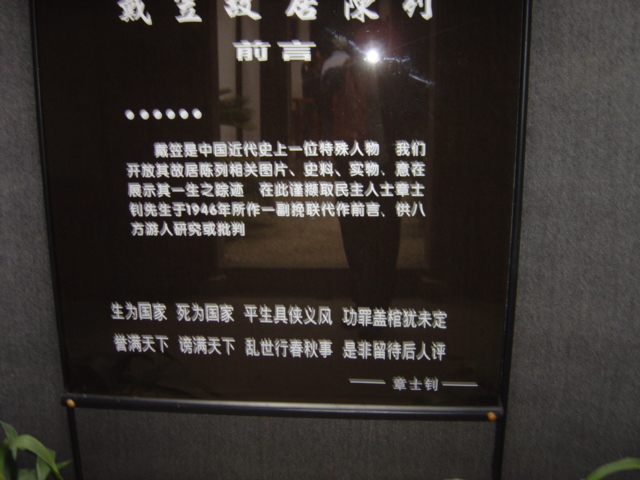 戴笠故居陳列
前言
••••••
戴笠是中国近代史上一位特殊人物 我们
开放其故居陈列相关图片、史料、实物、意在
展示其一生之踪迹 在此谨撷取民主人士章士
钊先生于1946年所作一副挽联代作前言、供八
方游人研究或批判
生为国家 死为国家 平生具侠义风 功罪盖棺犹未定
誉满天下 谤满天下 乱世行春秋事 是非留待后人评
—— 章士钊 ——